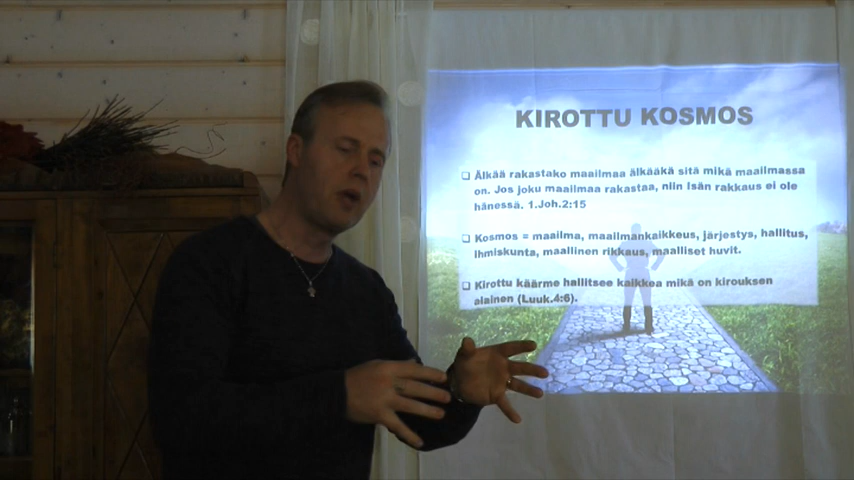 KIROTTU KOSMOS
❑ Älkää rakastako maailmaa älkääkä sitä mikä maailmassa
on. Jos joku maailmaa rakastaa, niin Isän rakkaus ei ole
hänessä. 1.Joh.2:15
❑ Kosmos = maailma, maailmankaikkeus, järjestys, hallitus,
Ihmiskunta, maallinen rikkaus, maalliset huvit.
❑ Kirottu käärme hallitsee kaikkea mikä on kirouksen
alainen (Luuk.4:6).